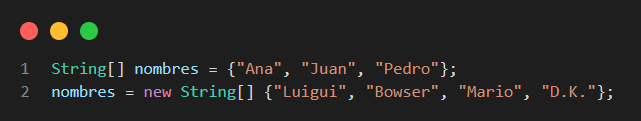 1 String[] nombres = {"Ana", "Juan", "Pedro"};
2 nombres = new String[] {"Luigui", "Bowser", "Mario", "D.K."};